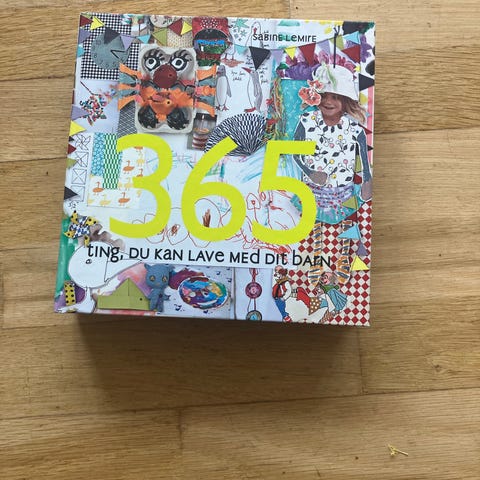 Sabine Lemire
365
ting, du kan lave med dit barn